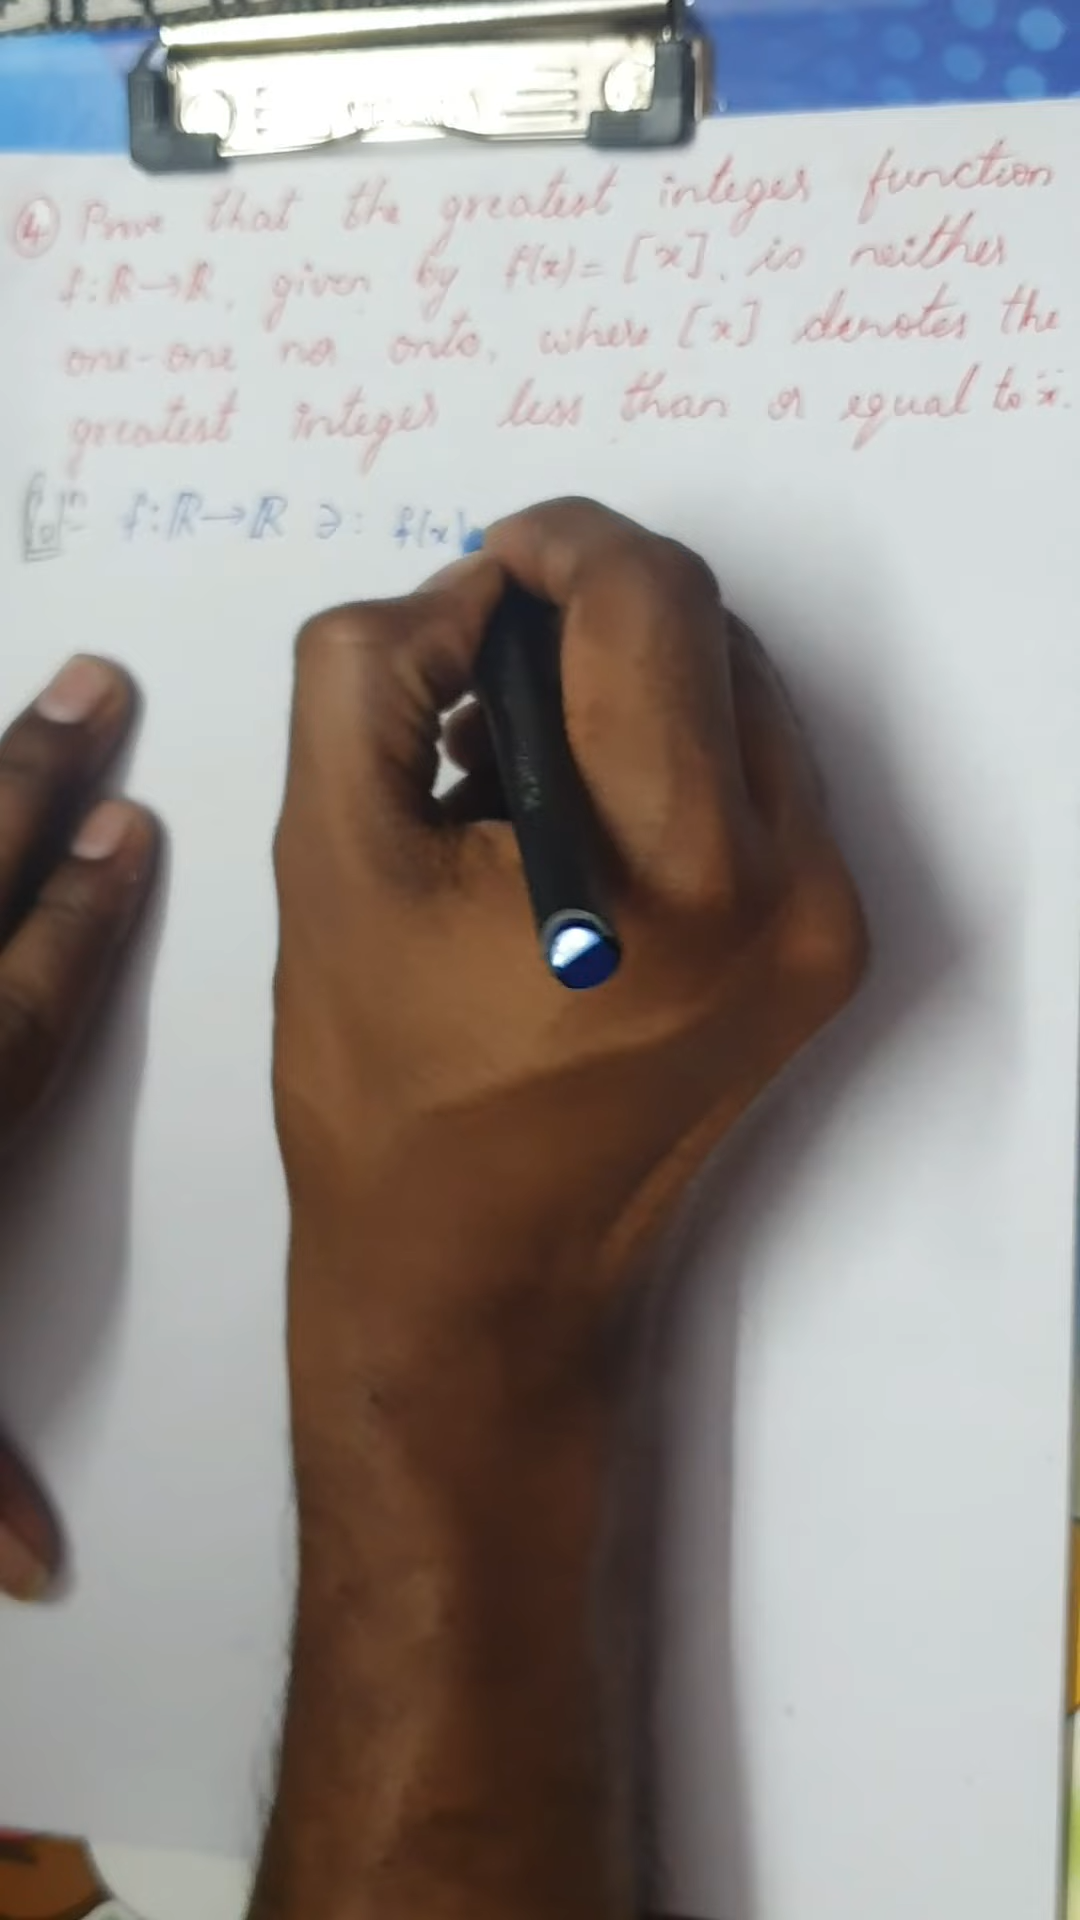 ④ Prove that the greatest integer function
f:ℝ→ℝ, given by f(x)=[x], is neither
one-one nor onto, where [x] denotes the
greatest integer less than or equal to x.
Solⁿ f:ℝ→ℝ ∋: f(x)